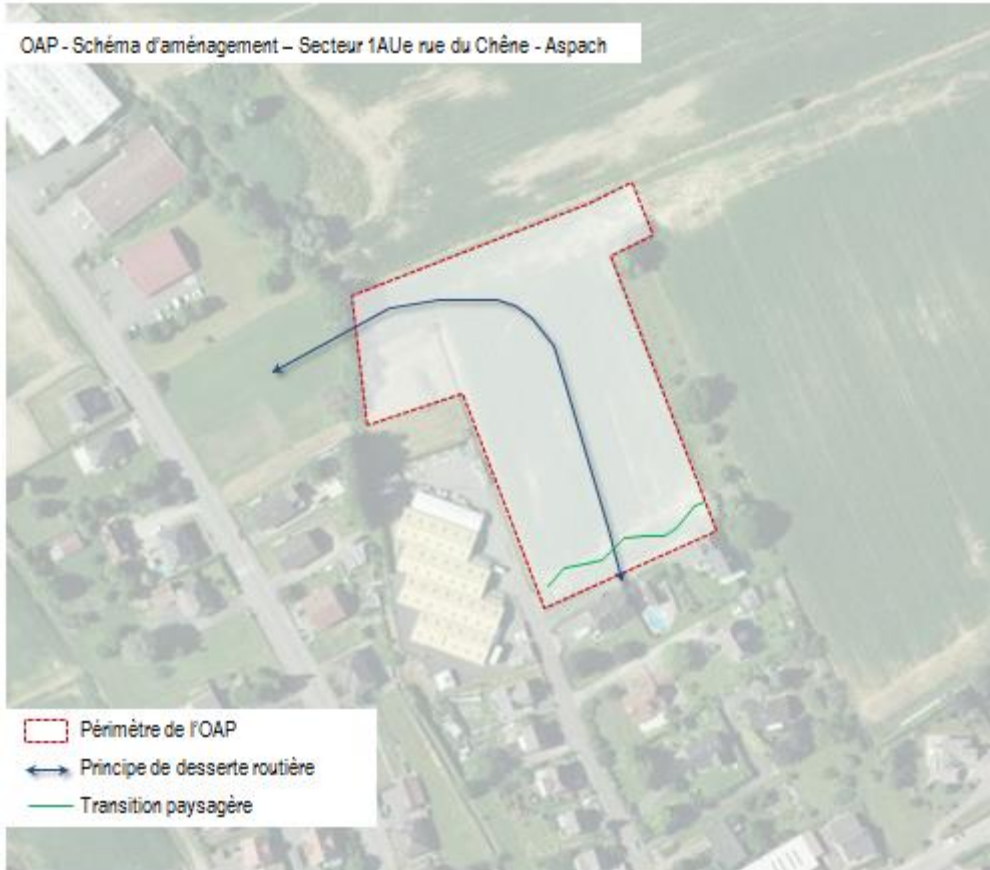 OAP - Schéma d'aménagement – Secteur 1AUe rue du Chêne - Aspach
Périmètre de l'OAP
Principe de desserte routière
Transition paysagère